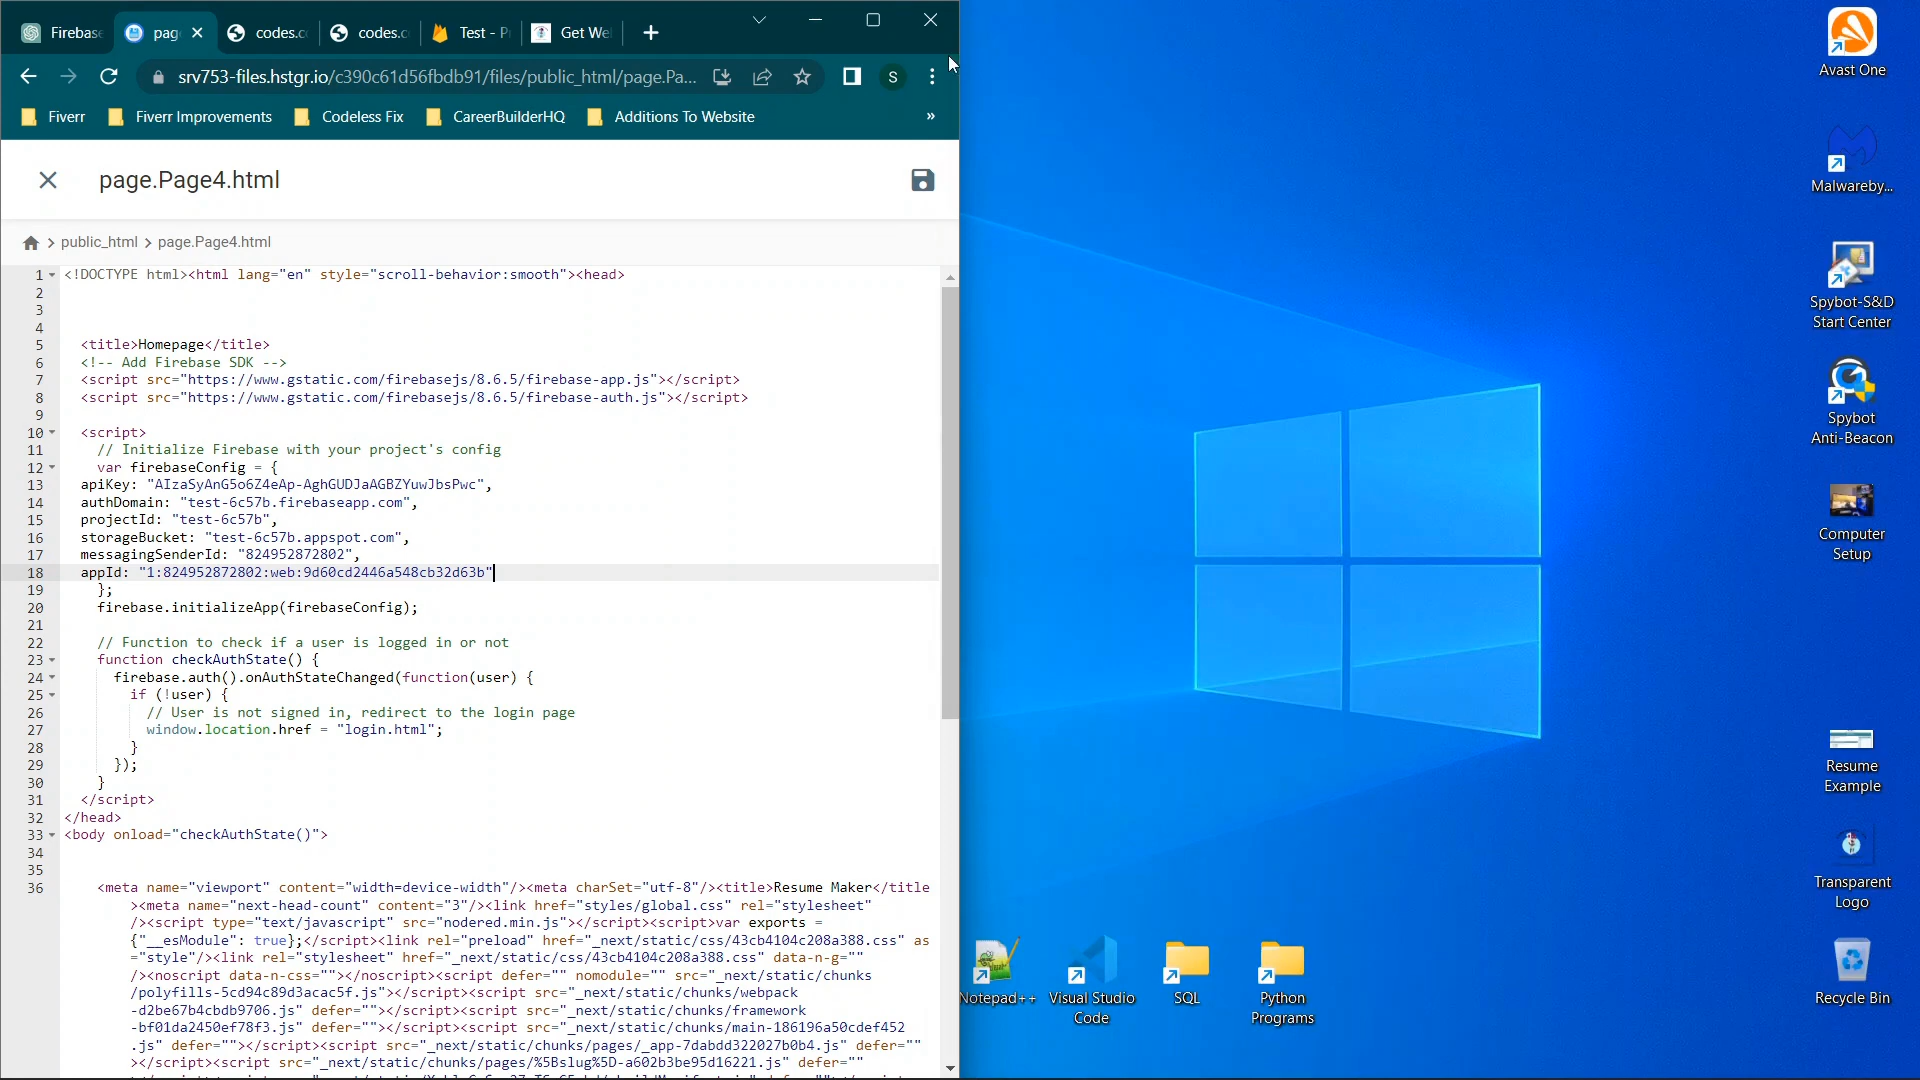 Firebase
pag
codes.c
codes.c
Test - P
Get We
srv753-files.hstgr.io/c390c61d56fbdb91/files/public_html/page.Pa...
S
Fiverr
Fiverr Improvements
Codeless Fix
CareerBuilderHQ
Additions To Website
»
page.Page4.html
public_html > page.Page4.html
1 <!DOCTYPE html><html lang="en" style="scroll-behavior:smooth"><head>
2
3
4
5 <title>Homepage</title>
6 <!-- Add Firebase SDK -->
7 <script src="https://www.gstatic.com/firebasejs/8.6.5/firebase-app.js"></script>
8 <script src="https://www.gstatic.com/firebasejs/8.6.5/firebase-auth.js"></script>
9
10 <script>
11 // Initialize Firebase with your project's config
12 var firebaseConfig = {
13 apiKey: "AIzaSyAnG5o6Z4eAp-AghGUDJaAGBZYuwJbsPwc",
14 authDomain: "test-6c57b.firebaseapp.com",
15 projectId: "test-6c57b",
16 storageBucket: "test-6c57b.appspot.com",
17 messagingSenderId: "824952872802",
18 appId: "1:824952872802:web:9d60cd2446a548cb32d63b"
19 };
20 firebase.initializeApp(firebaseConfig);
21
22 // Function to check if a user is logged in or not
23 function checkAuthState() {
24 firebase.auth().onAuthStateChanged(function(user) {
25 if (!user) {
26 // User is not signed in, redirect to the login page
27 window.location.href = "login.html";
28 }
29 });
30 }
31 </script>
32 </head>
33 <body onload="checkAuthState()">
34
35
36 <meta name="viewport" content="width=device-width"/><meta charSet="utf-8"/><title>Resume Maker</title
><meta name="next-head-count" content="3"/><link href="styles/global.css" rel="stylesheet"
/><script type="text/javascript" src="nodered.min.js"></script><script>var exports =
{"__esModule": true};</script><link rel="preload" href="_next/static/css/43cb4104c208a388.css" as
="style"/><link rel="stylesheet" href="_next/static/css/43cb4104c208a388.css" data-n-g=""
/><noscript data-n-css=""></noscript><script defer="" nomodule="" src="_next/static/chunks
/polyfills-5cd94c89d3acac5f.js"></script><script src="_next/static/chunks/webpack
-d2be67b4cbdb9706.js" defer=""></script><script src="_next/static/chunks/framework
-bf01da2450ef78f3.js" defer=""></script><script src="_next/static/chunks/main-186196a50cdef452
.js" defer=""></script><script src="_next/static/chunks/pages/_app-7dabdd322027b0b4.js" defer=""
></script><script src="_next/static/chunks/pages/%5Bslug%5D-a602b3be95d16221.js" defer=""
Avast One
Malwareby...
Spybot-S&D
Start Center
Spybot
Anti-Beacon
Computer
Setup
Resume
Example
Transparent
Logo
Recycle Bin
Notepad++
Visual Studio
Code
SQL
Python
Programs